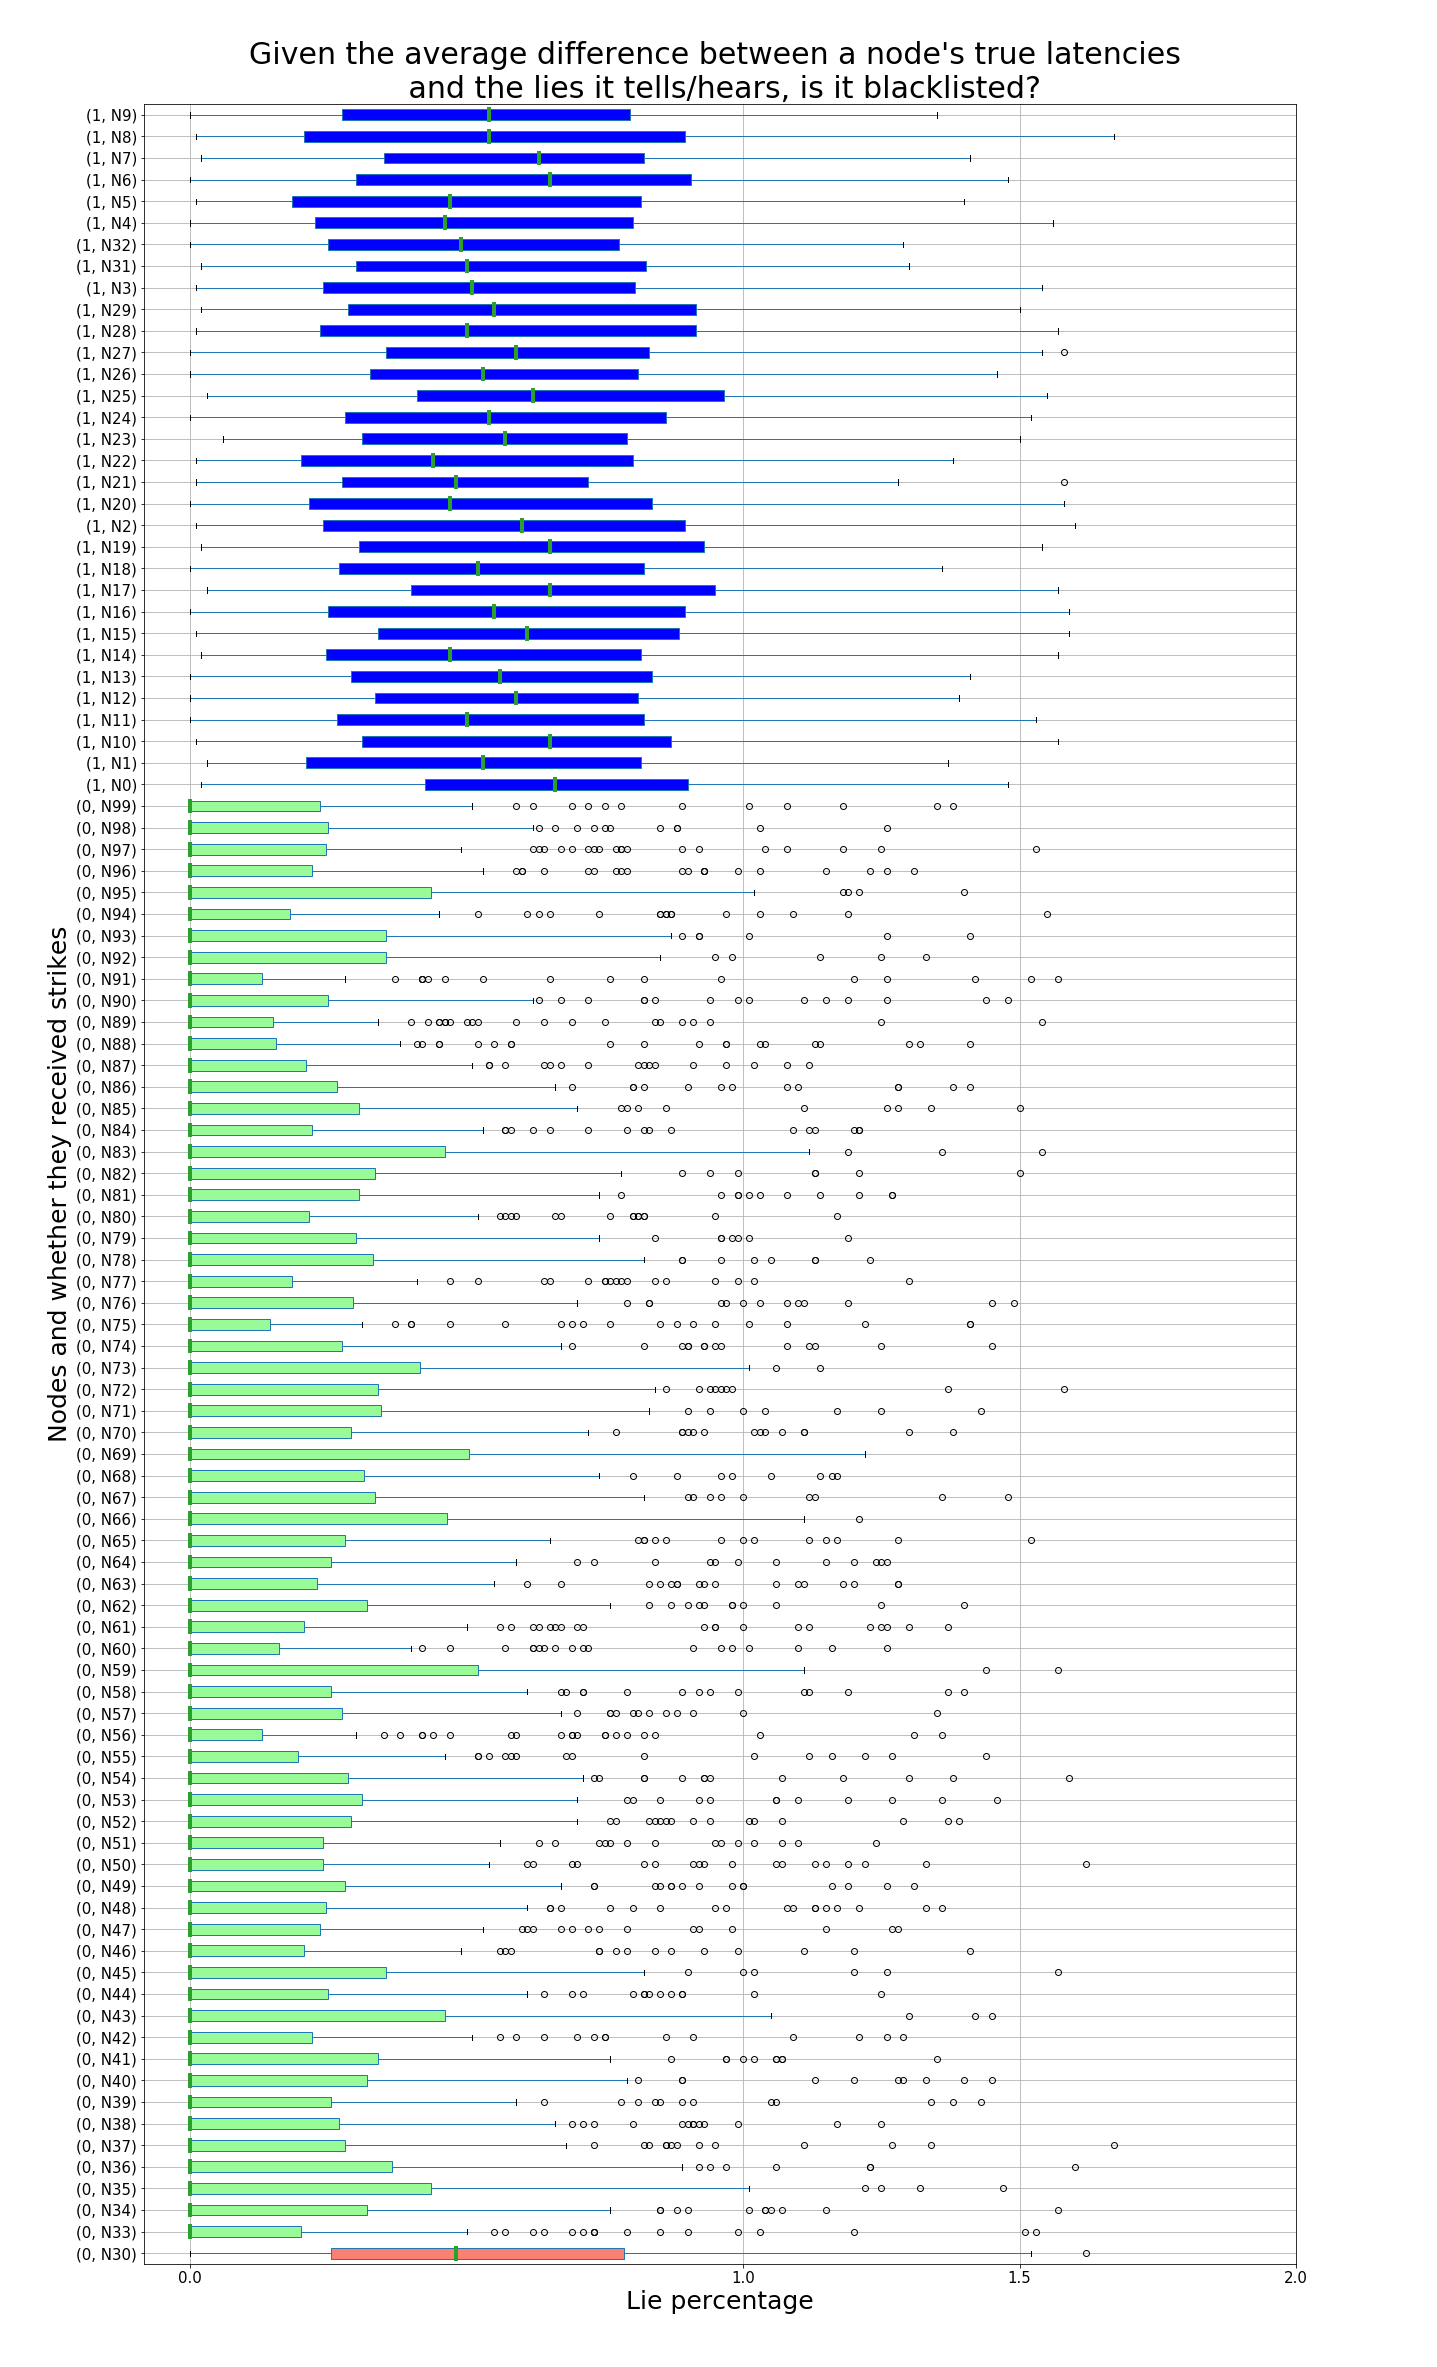 Given the average difference between a node's true latencies
and the lies it tells/hears, is it blacklisted?
Nodes and whether they received strikes
(1, N9)
(1, N8)
(1, N7)
(1, N6)
(1, N5)
(1, N4)
(1, N32)
(1, N31)
(1, N3)
(1, N29)
(1, N28)
(1, N27)
(1, N26)
(1, N25)
(1, N24)
(1, N23)
(1, N22)
(1, N21)
(1, N20)
(1, N2)
(1, N19)
(1, N18)
(1, N17)
(1, N16)
(1, N15)
(1, N14)
(1, N13)
(1, N12)
(1, N11)
(1, N10)
(1, N1)
(1, N0)
(0, N99)
(0, N98)
(0, N97)
(0, N96)
(0, N95)
(0, N94)
(0, N93)
(0, N92)
(0, N91)
(0, N90)
(0, N89)
(0, N88)
(0, N87)
(0, N86)
(0, N85)
(0, N84)
(0, N83)
(0, N82)
(0, N81)
(0, N80)
(0, N79)
(0, N78)
(0, N77)
(0, N76)
(0, N75)
(0, N74)
(0, N73)
(0, N72)
(0, N71)
(0, N70)
(0, N69)
(0, N68)
(0, N67)
(0, N66)
(0, N65)
(0, N64)
(0, N63)
(0, N62)
(0, N61)
(0, N60)
(0, N59)
(0, N58)
(0, N57)
(0, N56)
(0, N55)
(0, N54)
(0, N53)
(0, N52)
(0, N51)
(0, N50)
(0, N49)
(0, N48)
(0, N47)
(0, N46)
(0, N45)
(0, N44)
(0, N43)
(0, N42)
(0, N41)
(0, N40)
(0, N39)
(0, N38)
(0, N37)
(0, N36)
(0, N35)
(0, N34)
(0, N33)
(0, N30)
0.0 1.0 1.5 2.0
Lie percentage